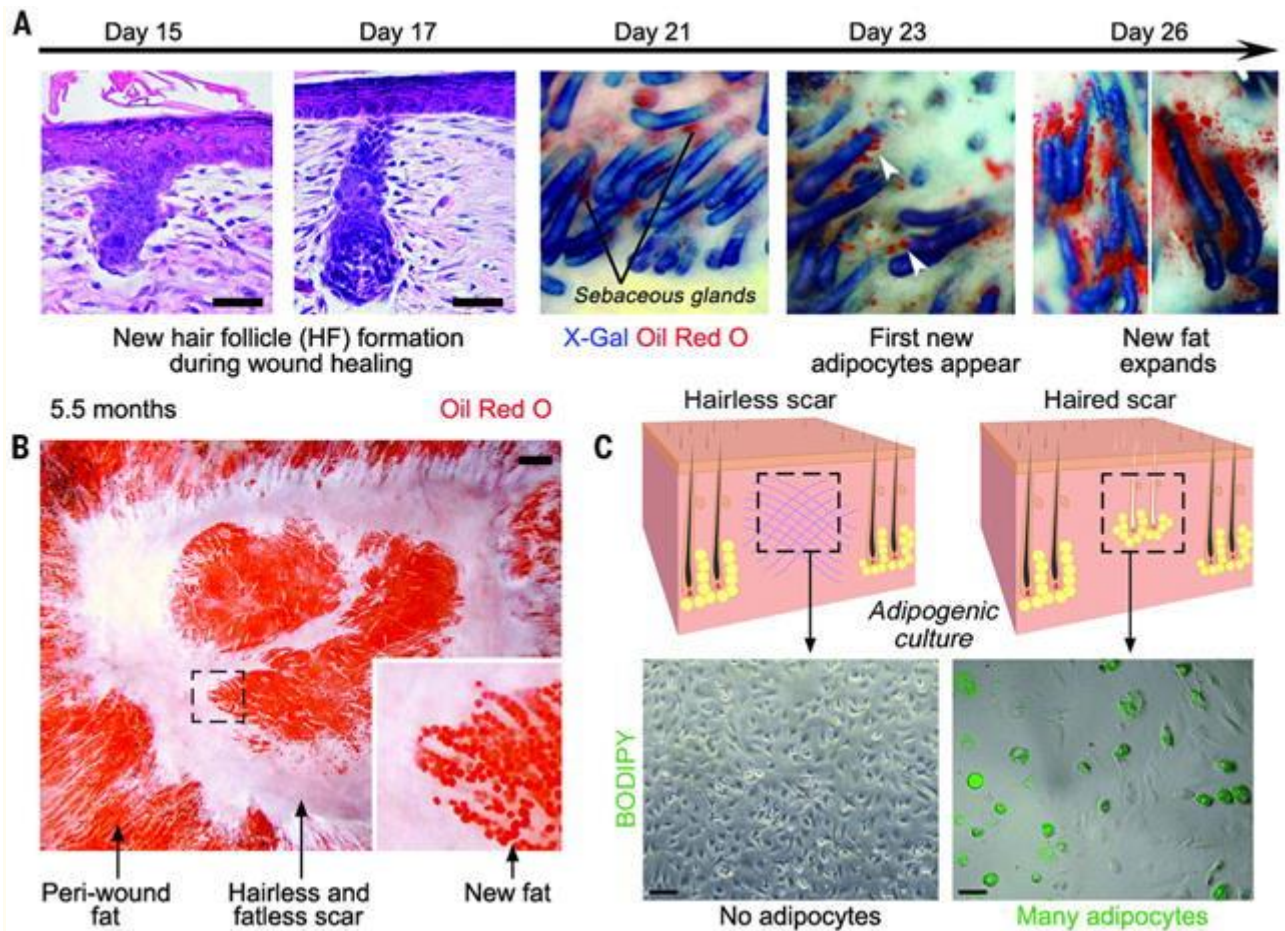 A
Day 15
Day 17
Day 21
Day 23
Day 26
Sebaceous glands
New hair follicle (HF) formation
during wound healing
X-Gal Oil Red O
First new
adipocytes appear
New fat
expands
5.5 months
Oil Red O
B
Peri-wound
fat
Hairless and
fatless scar
New fat
C
Hairless scar
Haired scar
Adipogenic
culture
BODIPY
No adipocytes
Many adipocytes